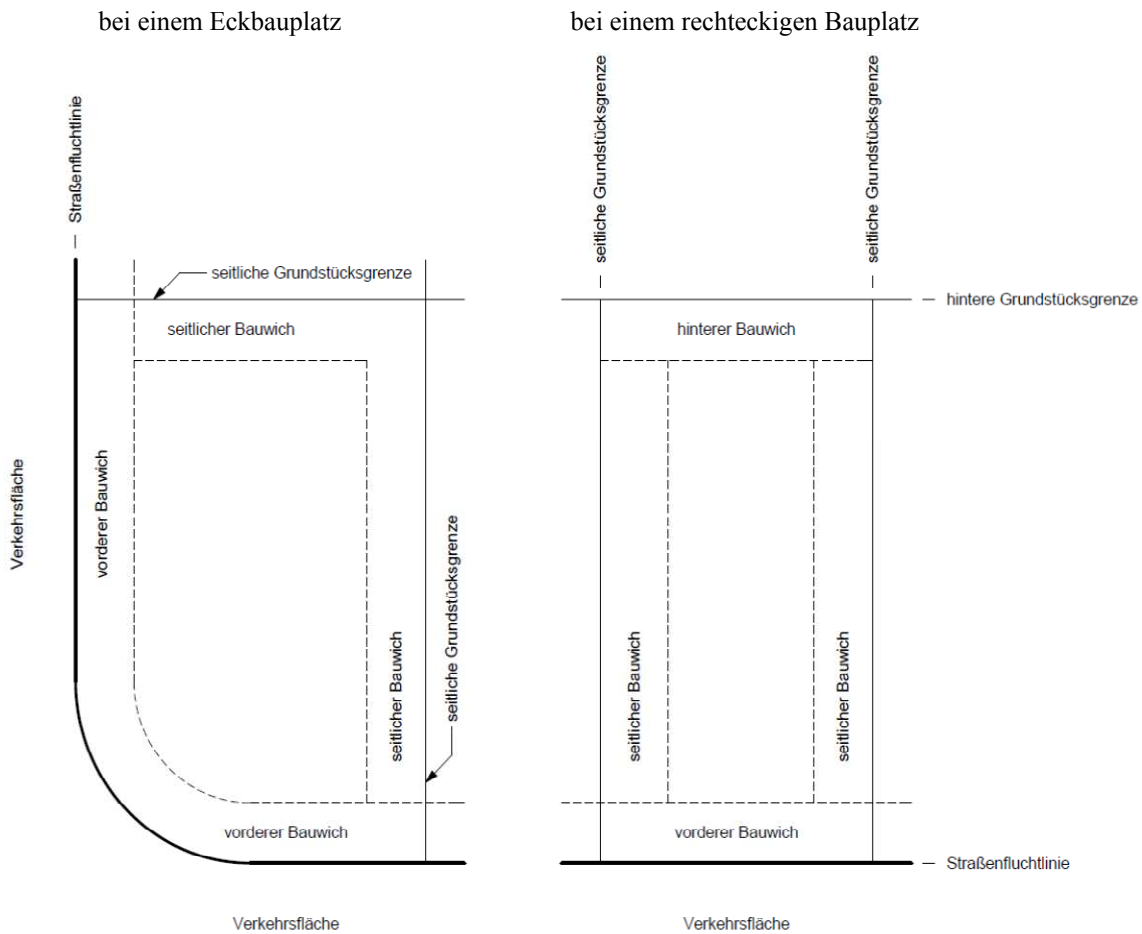 bei einem Eckbauplatz
Straßenfluchtlinie
seitliche Grundstücksgrenze
seitlicher Bauwich
Verkehrsfläche
vorderer Bauwich
seitlicher Bauwich
seitliche Grundstücksgrenze
vorderer Bauwich
Verkehrsfläche
bei einem rechteckigen Bauplatz
seitliche Grundstücksgrenze
seitliche Grundstücksgrenze
hintere Grundstücksgrenze
hinterer Bauwich
seitlicher Bauwich
seitlicher Bauwich
vorderer Bauwich
Straßenfluchtlinie
Verkehrsfläche